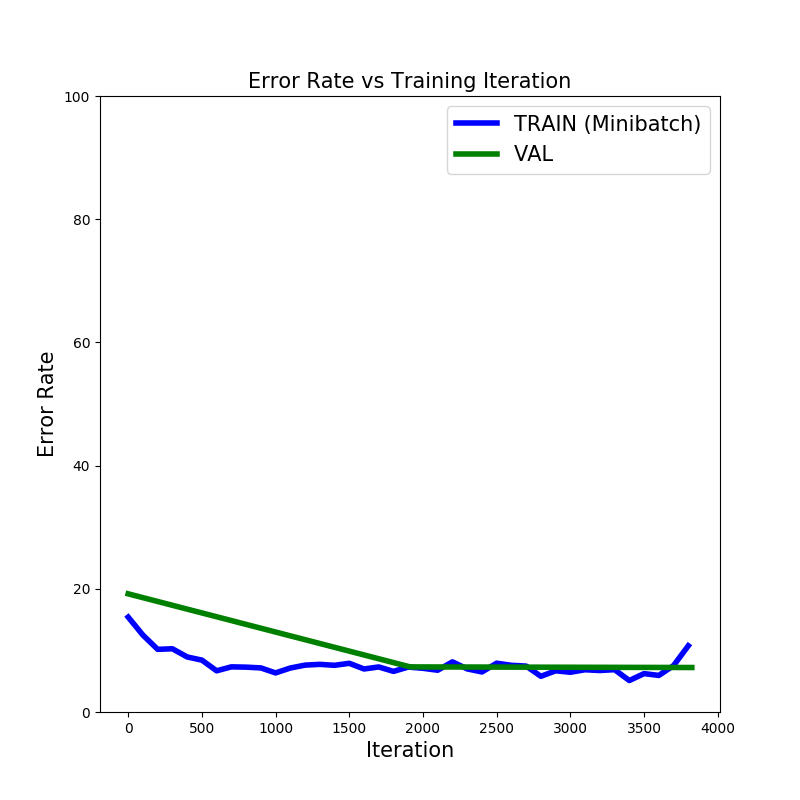 Error Rate vs Training Iteration
100
TRAIN (Minibatch)
VAL
80
60
40
20
0
Error Rate
0 500 1000 1500 2000 2500 3000 3500 4000
Iteration